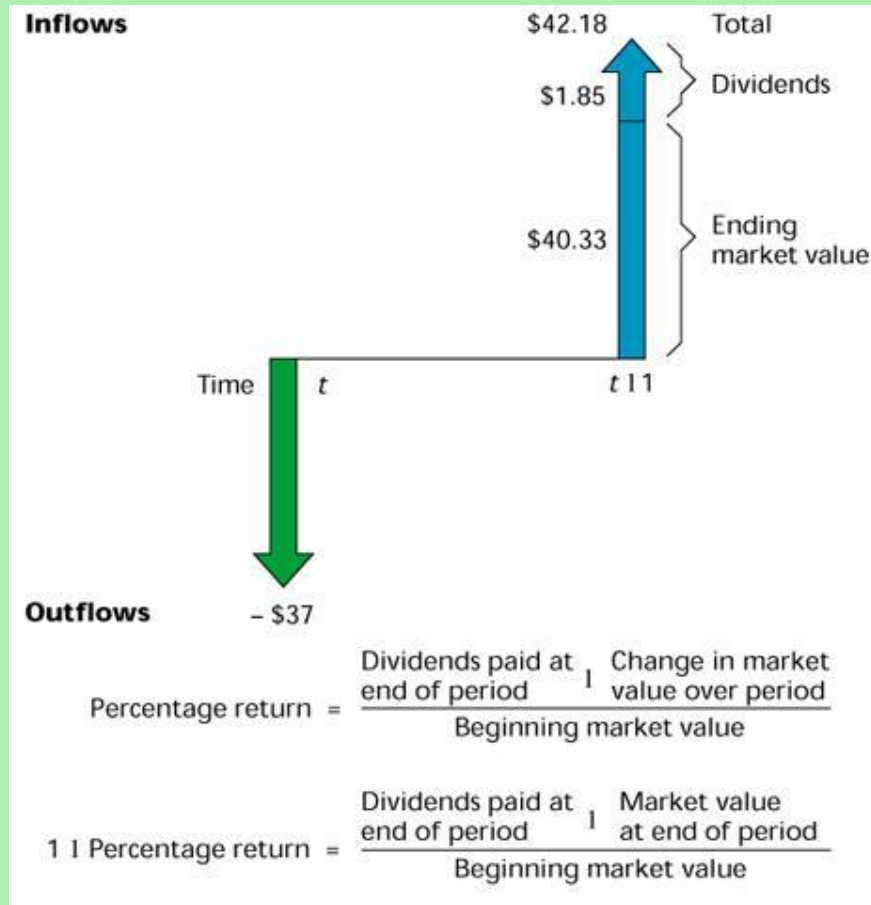 Inflows
$42.18
Total
$1.85
Dividends
$40.33
Ending
market value
Time
t
t 1 1
Outflows
– $37
Percentage return =
Dividends paid at
end of period
1
Change in market
value over period
Beginning market value
1 1 Percentage return =
Dividends paid at
end of period
1
Market value
at end of period
Beginning market value